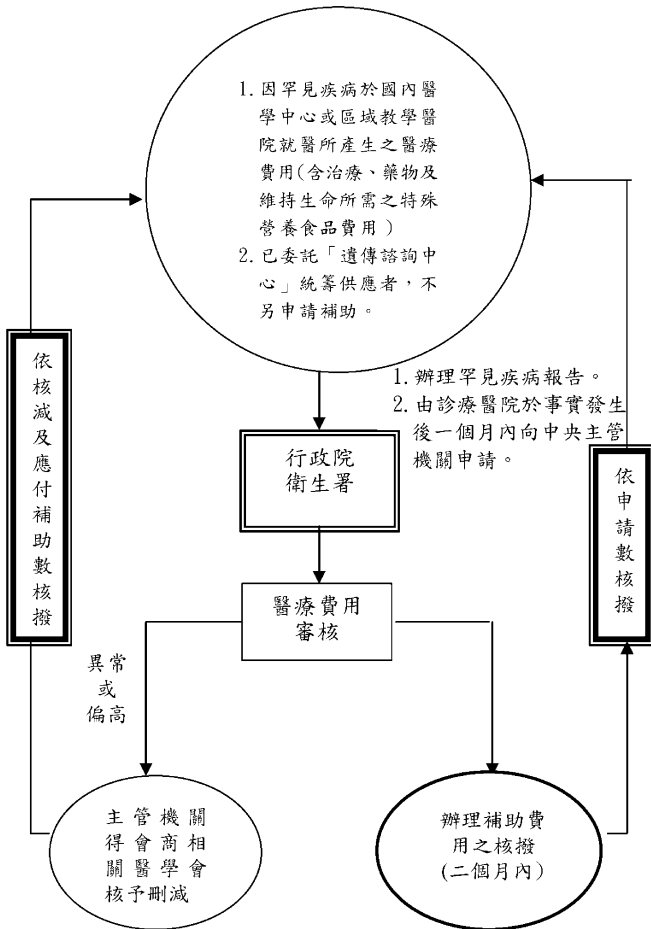 1. 因罕見疾病於國內醫
學中心或區域教學醫
院就醫所產生之醫療
費用(含治療、藥物及
維持生命所需之特殊
營養食品費用)
2. 已委託「遺傳諮詢中
心」統籌供應者，不
另申請補助。
1. 辦理罕見疾病報告。
2. 由診療醫院於事實發生
後一個月內向中央主管
機關申請。
行政院
衛生署
依核減及應付補助數核撥
依申請數核撥
醫療費用
審核
異常
或
偏高
主管機關
得會商相
關醫學會
核予刪減
辦理補助費
用之核撥
(二個月內)